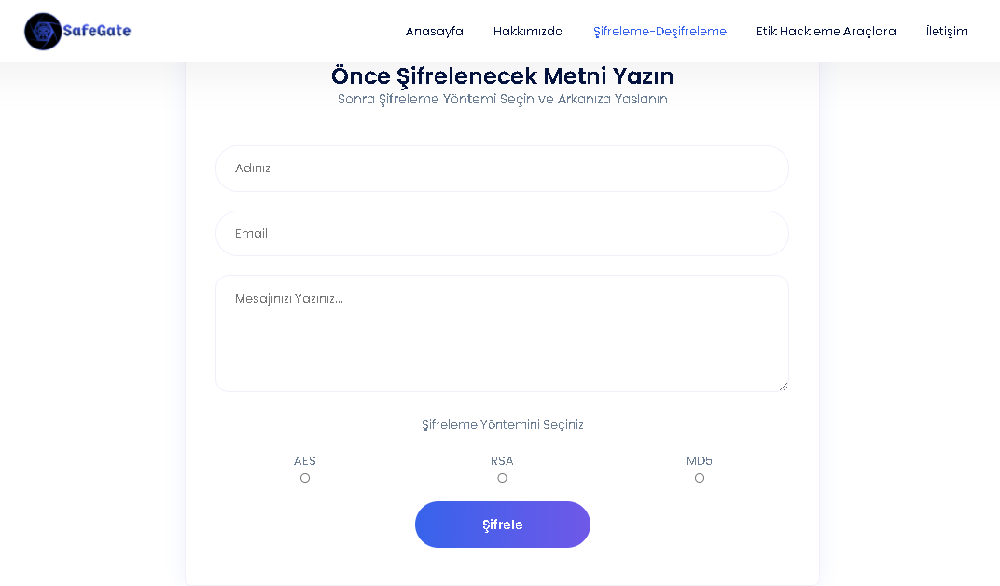 SafeGate
Anasayfa Hakkımızda Şifreleme-Deşifreleme Etik Hackleme Araçlara İletişim
Önce Şifrelenecek Metni Yazın
Sonra Şifreleme Yöntemi Seçin ve Arkanıza Yaslanın
Adınız
Email
Mesajınızı Yazınız...
Şifreleme Yöntemini Seçiniz
AES RSA MD5
Şifrele